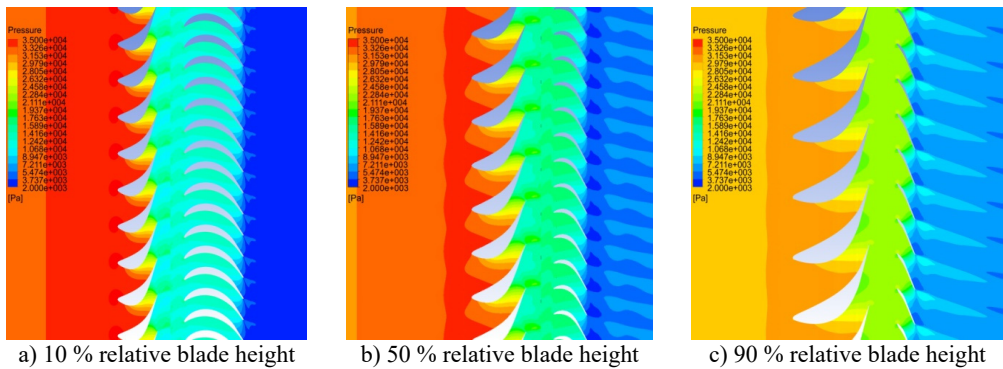 Pressure
3.500e+004
3.326e+004
3.153e+004
2.979e+004
2.805e+004
2.632e+004
2.458e+004
2.284e+004
2.111e+004
1.937e+004
1.763e+004
1.589e+004
1.416e+004
1.242e+004
1.068e+004
8.947e+003
7.211e+003
5.474e+003
3.737e+003
2.000e+003
[Pa]
a) 10 % relative blade height
Pressure
3.500e+004
3.326e+004
3.153e+004
2.979e+004
2.805e+004
2.632e+004
2.458e+004
2.284e+004
2.111e+004
1.937e+004
1.763e+004
1.589e+004
1.416e+004
1.242e+004
1.068e+004
8.947e+003
7.211e+003
5.474e+003
3.737e+003
2.000e+003
[Pa]
b) 50 % relative blade height
Pressure
3.500e+004
3.326e+004
3.153e+004
2.979e+004
2.805e+004
2.632e+004
2.458e+004
2.284e+004
2.111e+004
1.937e+004
1.763e+004
1.589e+004
1.416e+004
1.242e+004
1.068e+004
8.947e+003
7.211e+003
5.474e+003
3.737e+003
2.000e+003
[Pa]
c) 90 % relative blade height